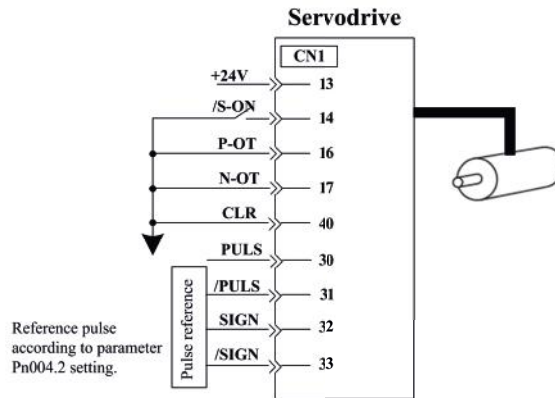 Servodrive
CN1
+24V 13
/S-ON 14
P-OT 16
N-OT 17
CLR 40
PULS 30
/PULS 31
SIGN 32
/SIGN 33
Pulse reference
Reference pulse
according to parameter
Pn004.2 setting.